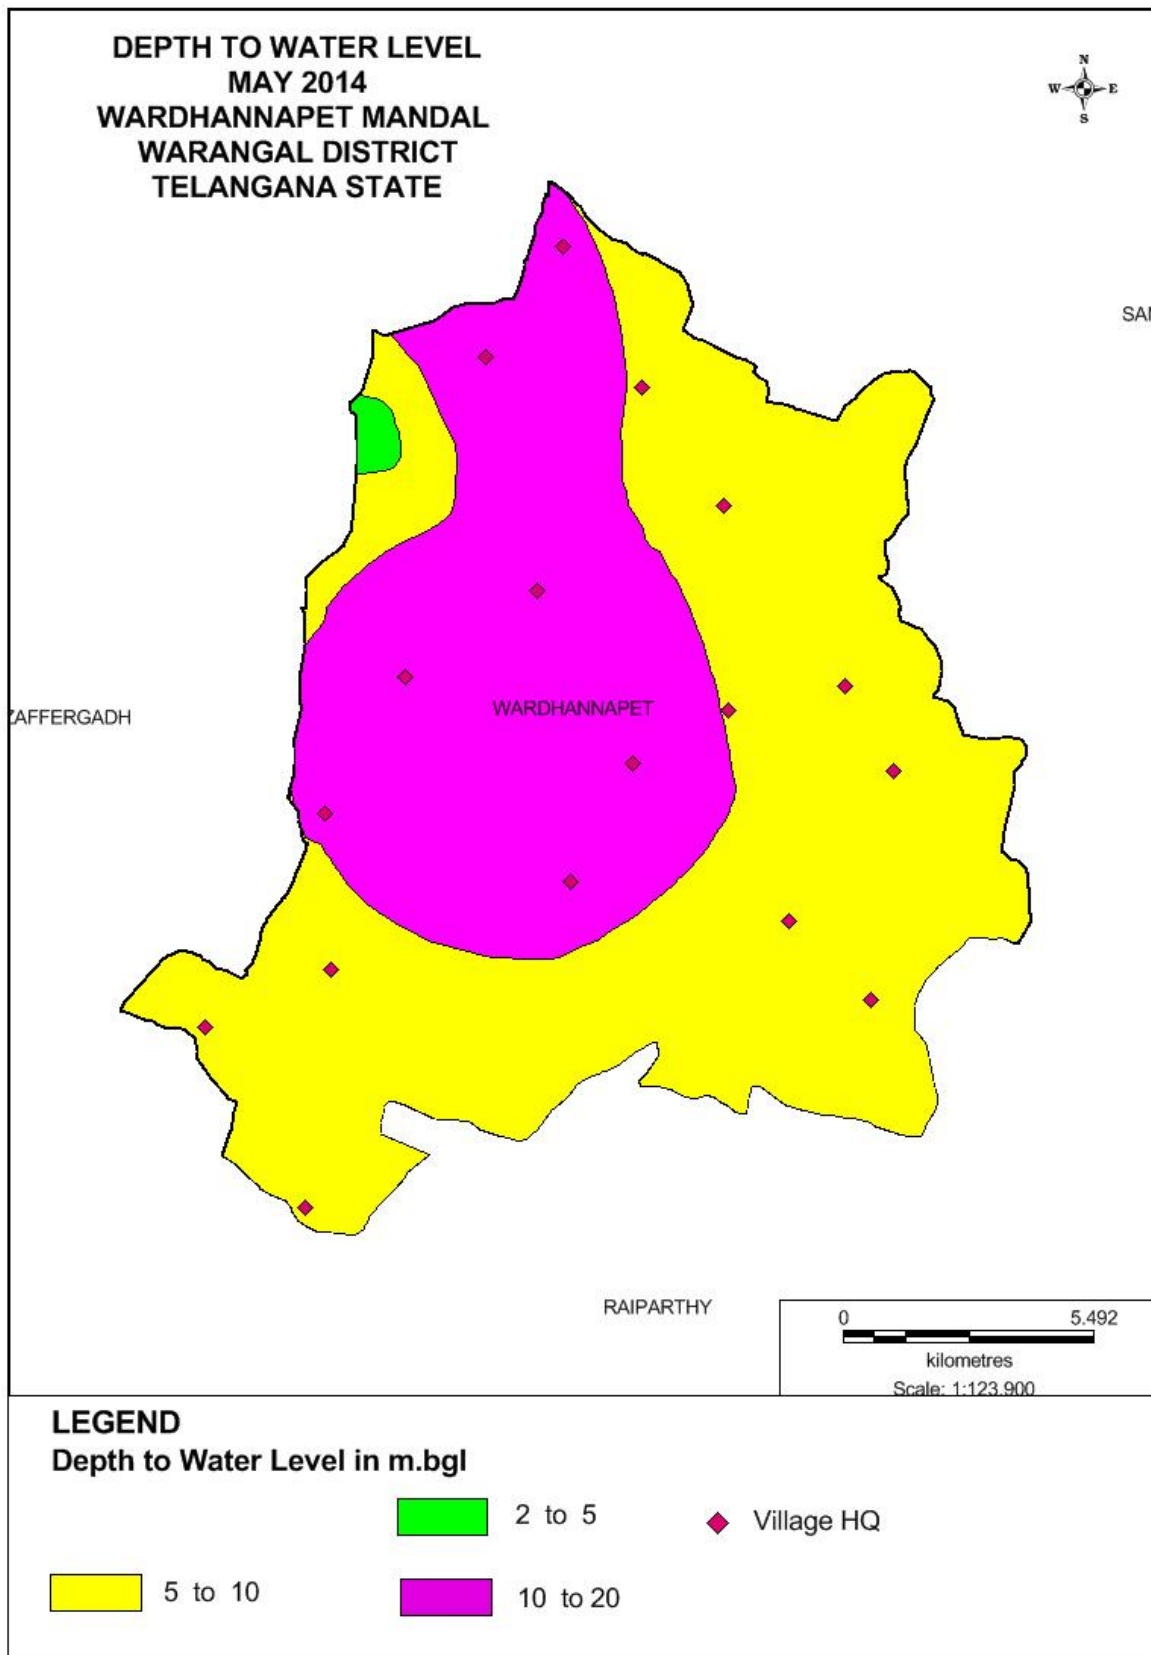 DEPTH TO WATER LEVEL
MAY 2014
WARDHANNAPET MANDAL
WARANGAL DISTRICT
TELANGANA STATE
N
W E
S
SAN
WARDHANNAPET
ZAFFERGADH
RAIPARTHY
0 5.492
kilometres
Scale: 1:123,900
LEGEND
Depth to Water Level in m.bgl
2 to 5
Village HQ
5 to 10
10 to 20